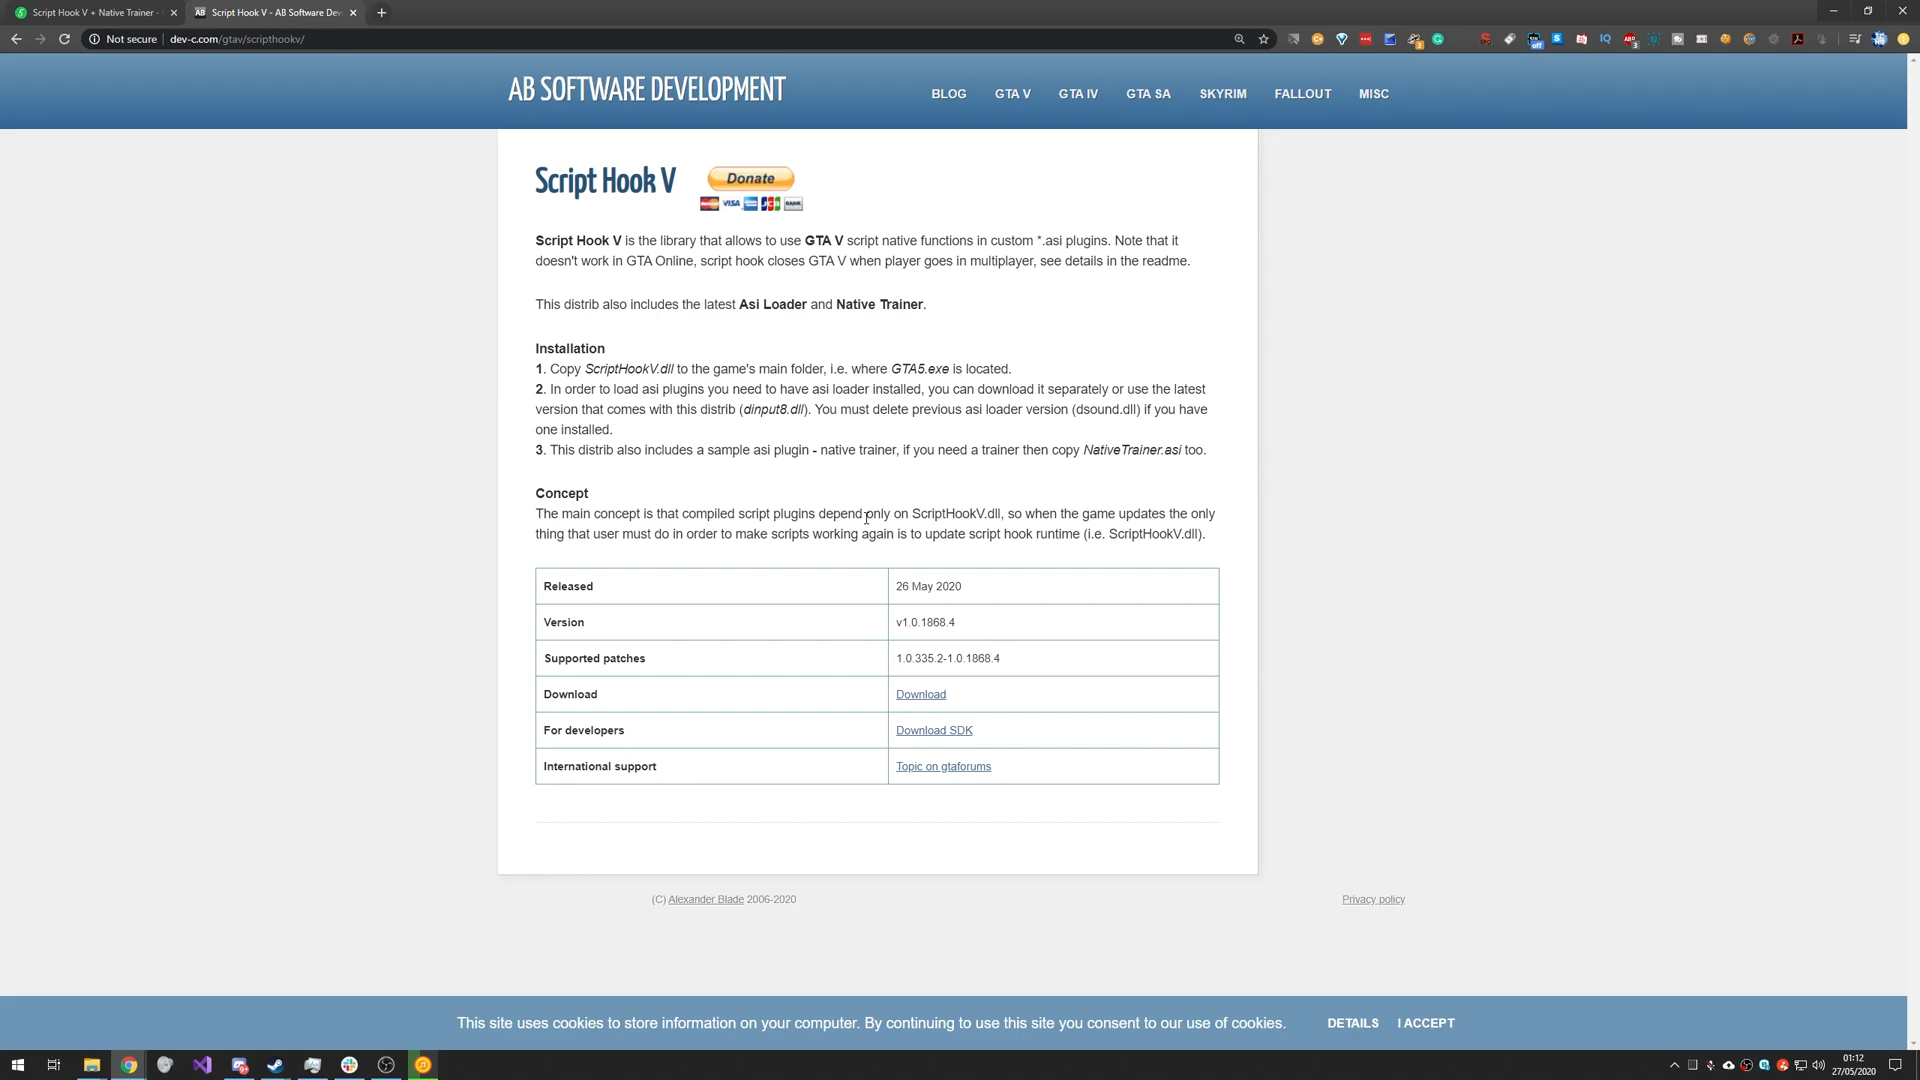 Script Hook V + Native Trainer -
AB Script Hook V - AB Software Dev
Not secure | dev-c.com/gtav/scripthookv/
AB SOFTWARE DEVELOPMENT
BLOG GTA V GTA IV GTA SA SKYRIM FALLOUT MISC
Script Hook V
Donate
VISA
JCB
BANK
Script Hook V is the library that allows to use GTA V script native functions in custom *.asi plugins. Note that it
doesn't work in GTA Online, script hook closes GTA V when player goes in multiplayer, see details in the readme.
This distrib also includes the latest Asi Loader and Native Trainer.
Installation
1. Copy ScriptHookV.dll to the game's main folder, i.e. where GTA5.exe is located.
2. In order to load asi plugins you need to have asi loader installed, you can download it separately or use the latest
version that comes with this distrib (dinput8.dll). You must delete previous asi loader version (dsound.dll) if you have
one installed.
3. This distrib also includes a sample asi plugin - native trainer, if you need a trainer then copy NativeTrainer.asi too.
Concept
The main concept is that compiled script plugins depend only on ScriptHookV.dll, so when the game updates the only
thing that user must do in order to make scripts working again is to update script hook runtime (i.e. ScriptHookV.dll).
Released 26 May 2020
Version v1.0.1868.4
Supported patches 1.0.335.2-1.0.1868.4
Download Download
For developers Download SDK
International support Topic on gtaforums
(C) Alexander Blade 2006-2020
Privacy policy
This site uses cookies to store information on your computer. By continuing to use this site you consent to our use of cookies. DETAILS I ACCEPT
01:12
27/05/2020